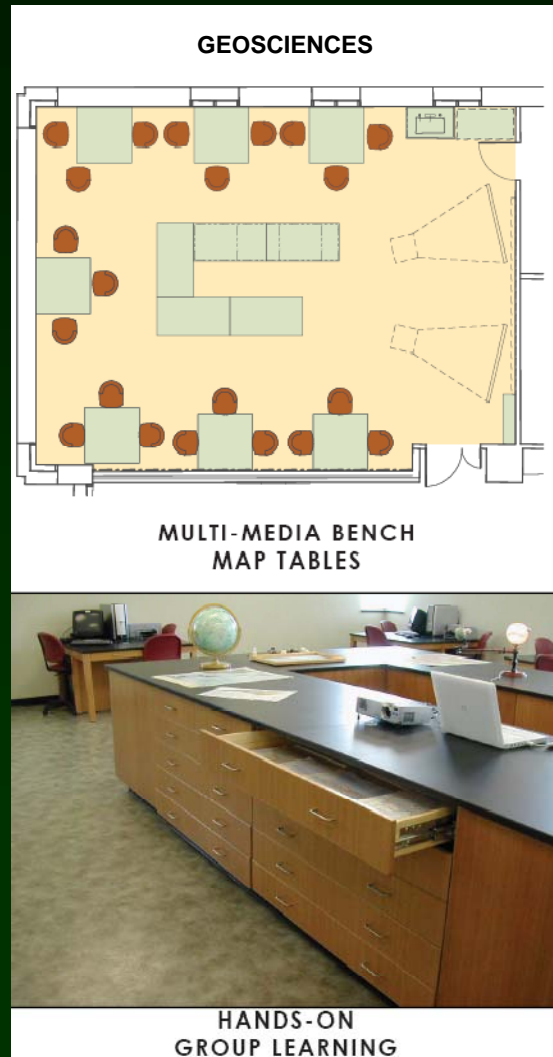 GEOSCIENCES
MULTI-MEDIA BENCH
MAP TABLES
HANDS-ON
GROUP LEARNING